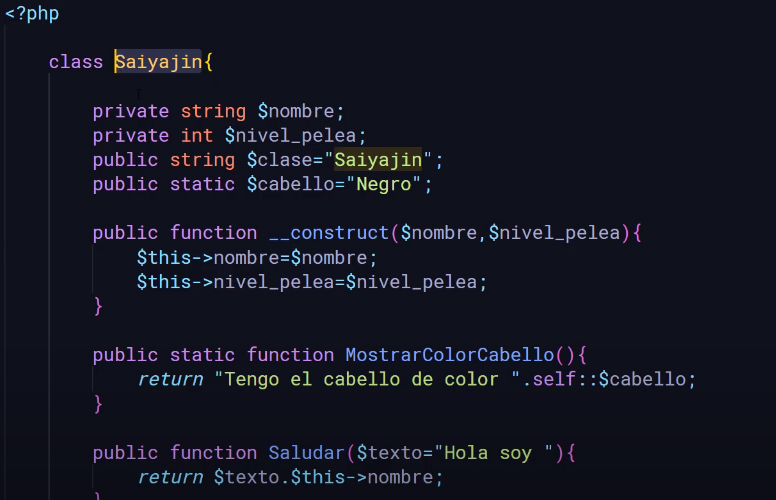 <?php
class Saiyajin{
private string $nombre;
private int $nivel_pelea;
public string $clase="Saiyajin";
public static $cabello="Negro";
public function __construct($nombre,$nivel_pelea){
$this->nombre=$nombre;
$this->nivel_pelea=$nivel_pelea;
}
public static function MostrarColorCabello(){
return "Tengo el cabello de color ".self::$cabello;
}
public function Saludar($texto="Hola soy "){
return $texto.$this->nombre;
}